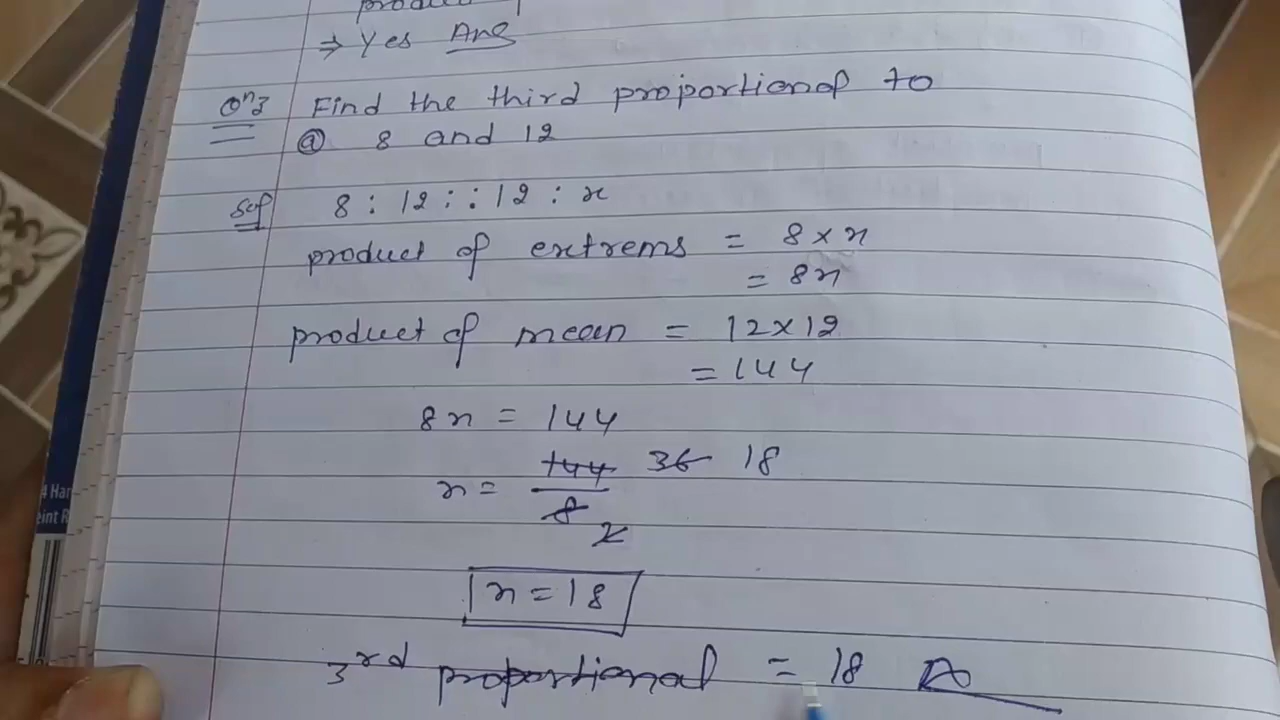 ⇒ Yes Ans
Qn3 Find the third proportional to
ⓐ 8 and 12
Sol 8 : 12 : : 12 : x
product of extrems = 8 × x
= 8x
product of mean = 12 × 12
= 144
8x = 144
x = 144/8 36 18
2
x = 18
3rd proportional = 18 A